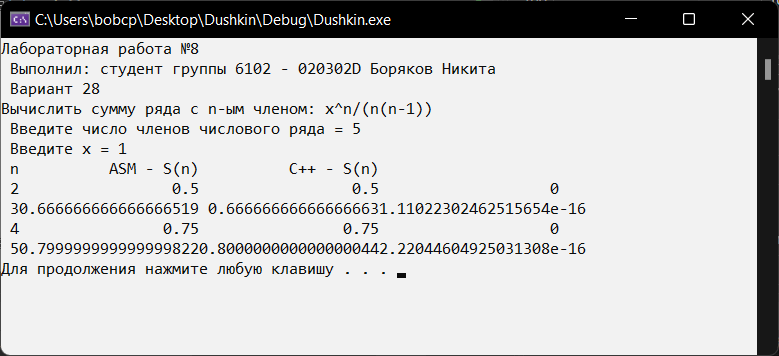 C:\Users\bobcp\Desktop\Dushkin\Debug\Dushkin.exe
Лабораторная работа №8
Выполнил: студент группы 6102 - 020302D Боряков Никита
Вариант 28
Вычислить сумму ряда с n-ым членом: x^n/(n(n-1))
Введите число членов числового ряда = 5
Введите x = 1
n ASM - S(n) C++ - S(n)
2 0.5 0.5 0
30.666666666666666519 0.666666666666666631.11022302462515654e-16
4 0.75 0.75 0
50.7999999999999998220.8000000000000000442.22044604925031308e-16
Для продолжения нажмите любую клавишу . . .